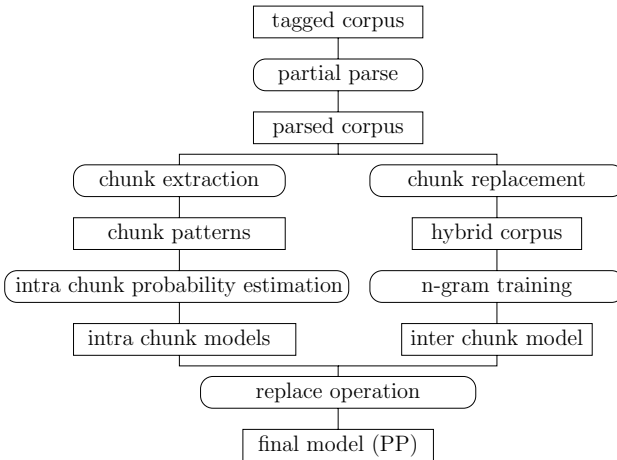 tagged corpus
partial parse
parsed corpus
chunk extraction
chunk replacement
chunk patterns
hybrid corpus
intra chunk probability estimation
n-gram training
intra chunk models
inter chunk model
replace operation
final model (PP)